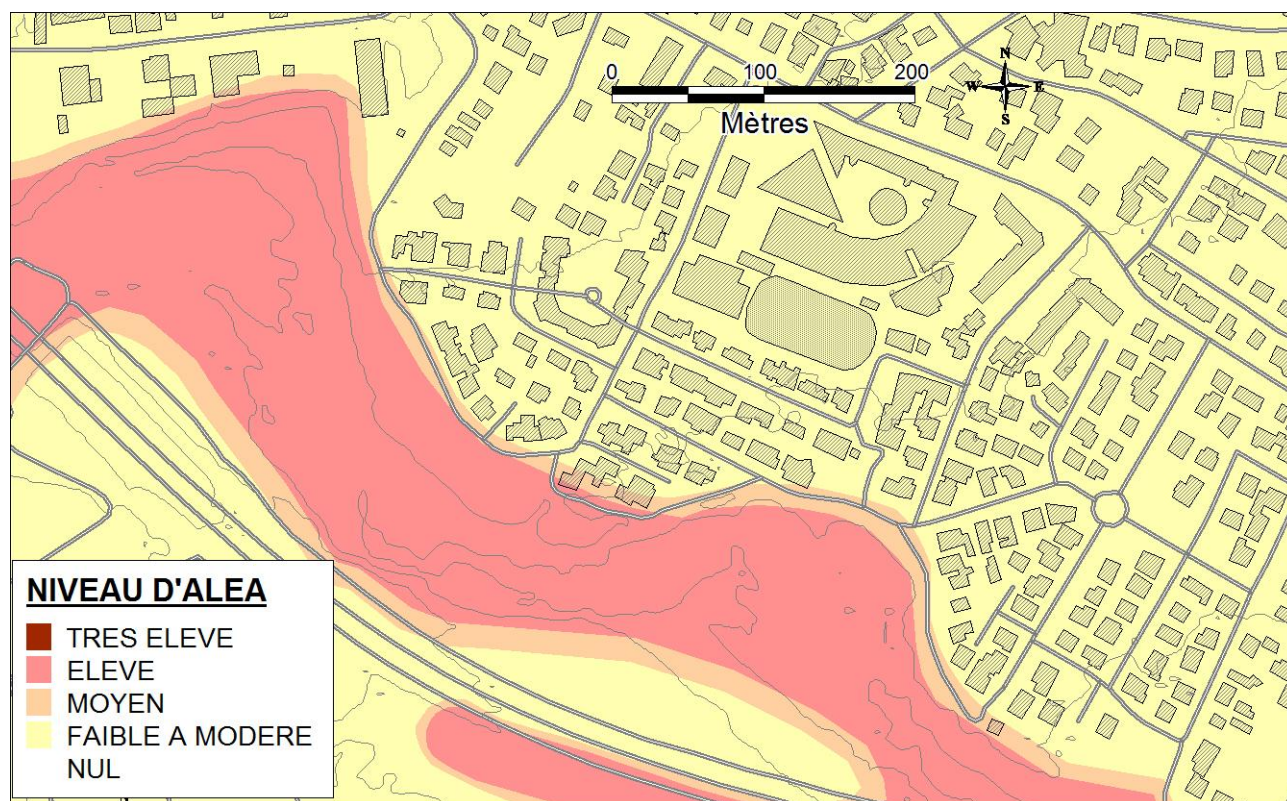 0 100 200
Mètres
N
W E
S
NIVEAU D'ALEA
TRES ELEVE
ELEVE
MOYEN
FAIBLE A MODERE
NUL